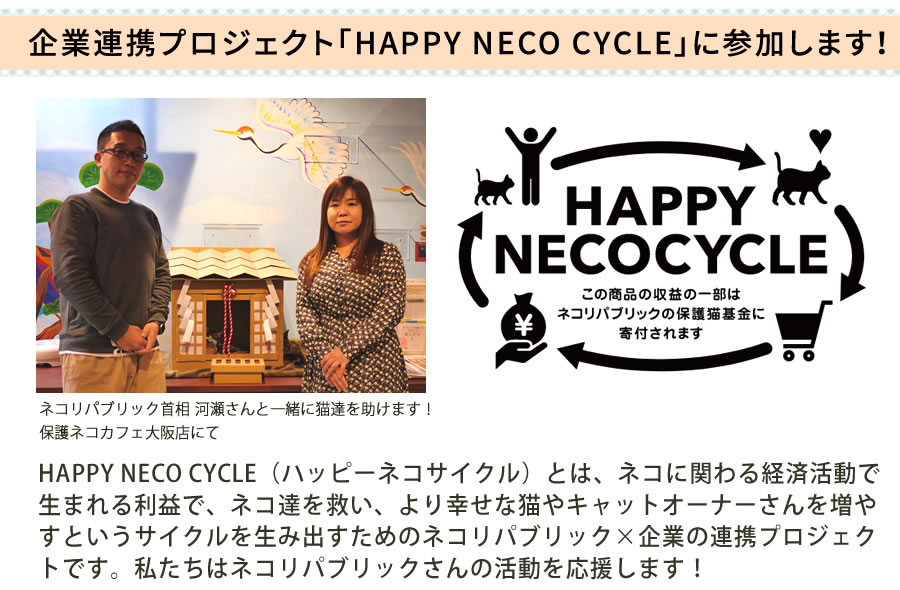 企業連携プロジェクト「HAPPY NECO CYCLE」に参加します！
HAPPY
NECOCYCLE
この商品の収益の一部は
ネコリパブリックの保護猫基金に
寄付されます
¥
ネコリパブリック首相 河瀬さんと一緒に猫達を助けます！
保護ネコカフェ大阪店にて
HAPPY NECO CYCLE（ハッピーネコサイクル）とは、ネコに関わる経済活動で
生まれる利益で、ネコ達を救い、より幸せな猫やキャットオーナーさんを増や
すというサイクルを生み出すためのネコリパブリック×企業の連携プロジェク
トです。私たちはネコリパブリックさんの活動を応援します！